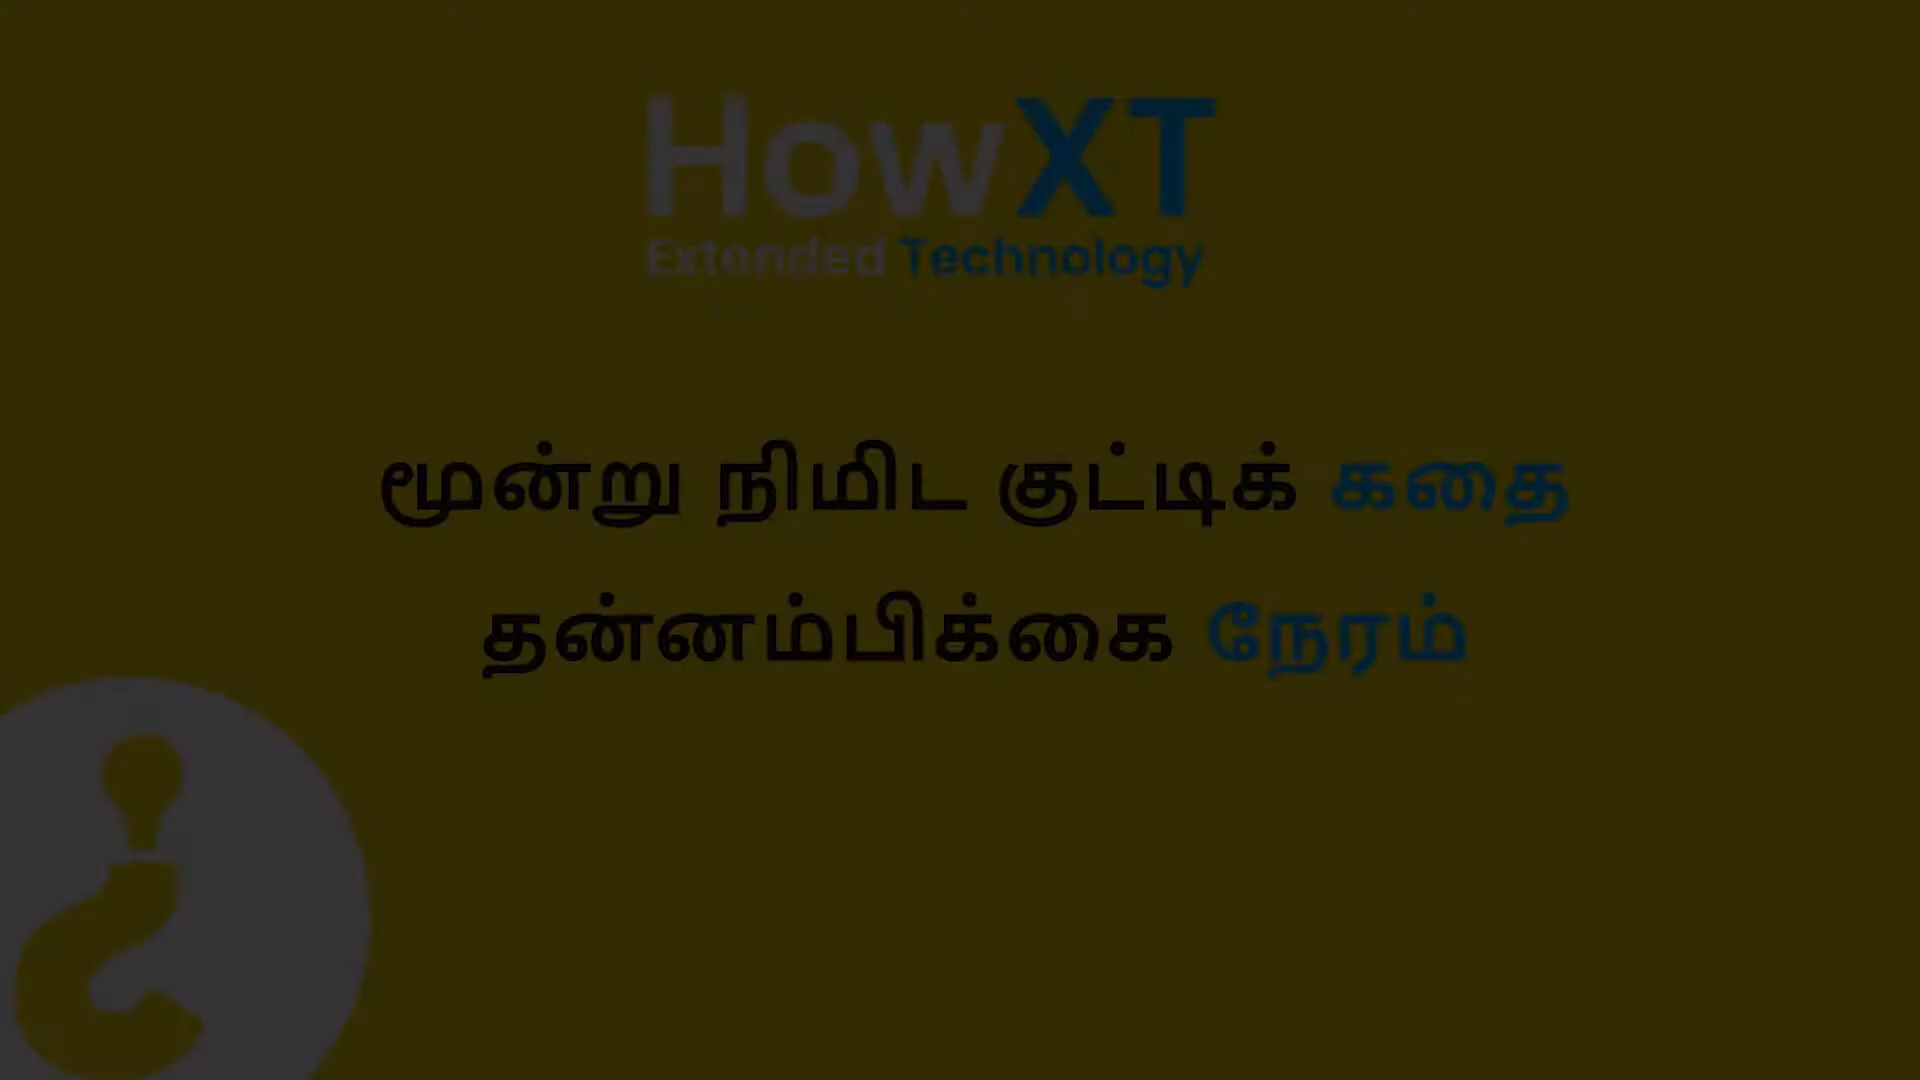 HowXT
Extended Technology
மூன்று நிமிட குட்டிக் கதை
தன்னம்பிக்கை நேரம்